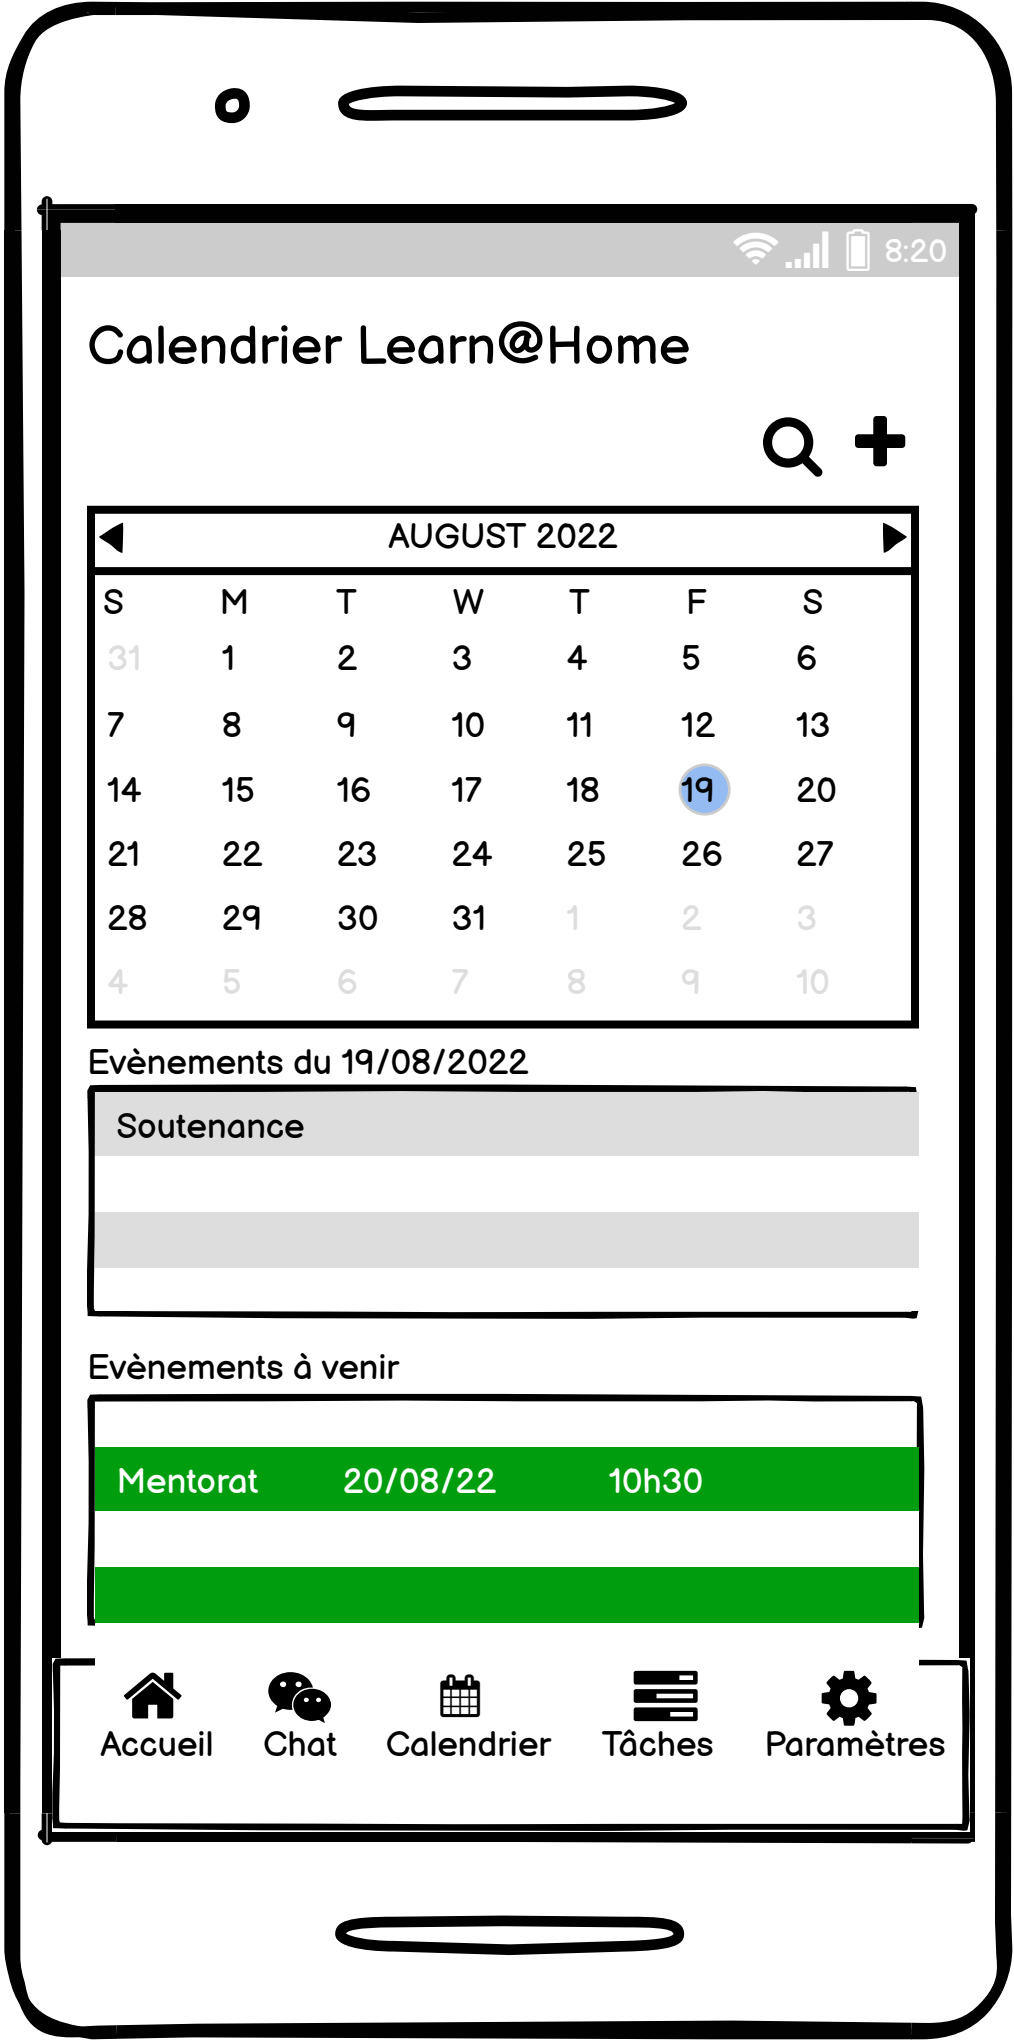 8:20
Calendrier Learn@Home
AUGUST 2022
S M T W T F S
31 1 2 3 4 5 6
7 8 9 10 11 12 13
14 15 16 17 18 19 20
21 22 23 24 25 26 27
28 29 30 31 1 2 3
4 5 6 7 8 9 10
Evènements du 19/08/2022
Soutenance
Evènements à venir
Mentorat 20/08/22 10h30
Accueil Chat Calendrier Tâches Paramètres